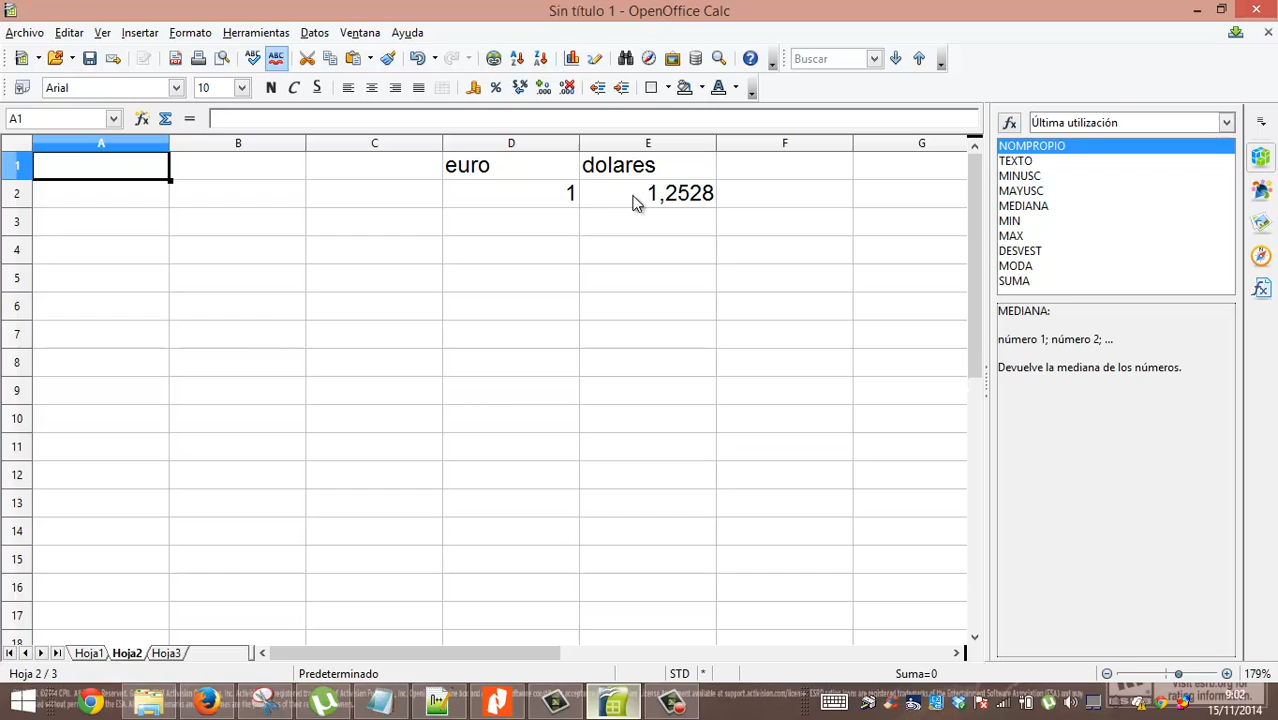 Sin título 1 - OpenOffice Calc
Archivo Editar Ver Insertar Formato Herramientas Datos Ventana Ayuda
Buscar
Arial 10 N C S
A1
Última utilización
A B C D E F G
1 euro dolares
2 1 1,2528
3
4
5
6
7
8
9
10
11
12
13
14
15
16
17
18
NOMPROPIO
TEXTO
MINUSC
MAYUSC
MEDIANA
MIN
MAX
DESVEST
MODA
SUMA
MEDIANA:
número 1; número 2; ...
Devuelve la mediana de los números.
Hoja1 Hoja2 Hoja3
Hoja 2 / 3 Predeterminado STD * Suma=0 179%
9:02
15/11/2014